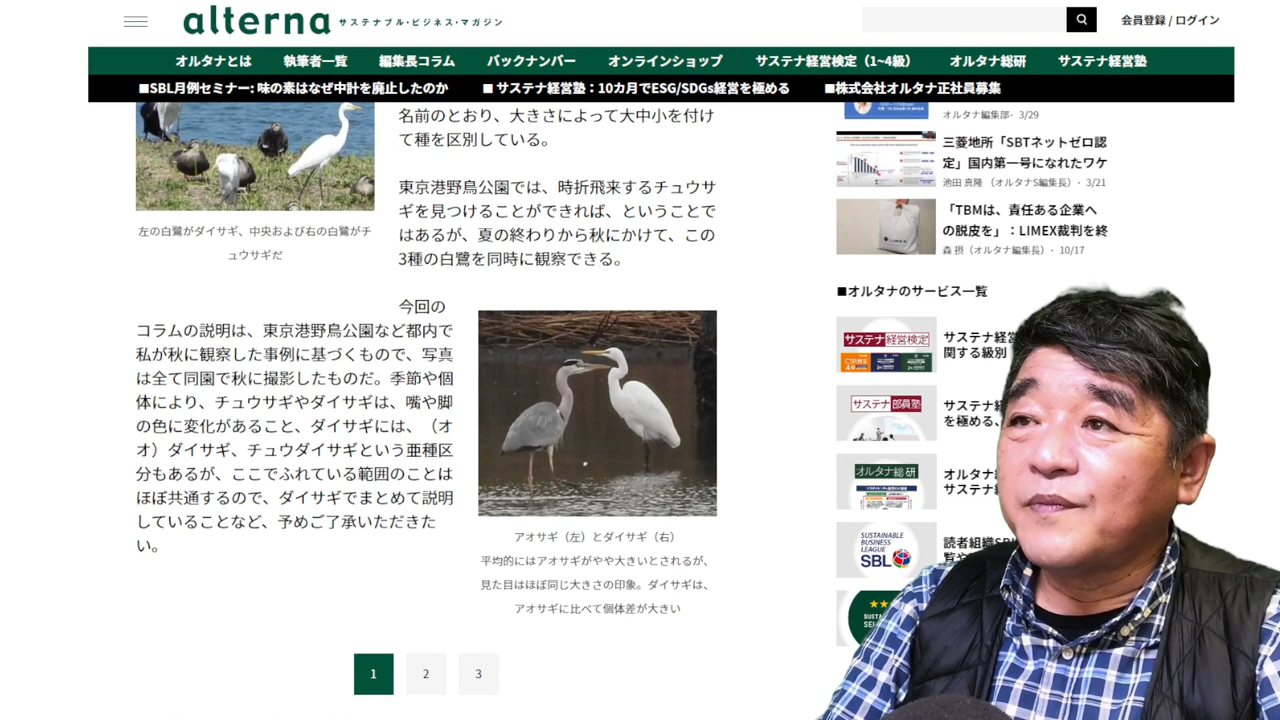 alterna サステナブル・ビジネス・マガジン
会員登録 / ログイン
オルタナとは 執筆者一覧 編集長コラム バックナンバー オンラインショップ サステナ経営検定（1~4級） オルタナ総研 サステナ経営塾
■SBL月例セミナー: 味の素はなぜ中計を廃止したのか ■ サステナ経営塾：10カ月でESG/SDGs経営を極める ■株式会社オルタナ正社員募集
左の白鷺がダイサギ、中央および右の白鷺がチ
ュウサギだ
名前のとおり、大きさによって大中小を付け
て種を区別している。
東京港野鳥公園では、時折飛来するチュウサ
ギを見つけることができれば、ということで
はあるが、夏の終わりから秋にかけて、この
3種の白鷺を同時に観察できる。
今回の
コラムの説明は、東京港野鳥公園など都内で
私が秋に観察した事例に基づくもので、写真
は全て同園で秋に撮影したものだ。季節や個
体により、チュウサギやダイサギは、嘴や脚
の色に変化があること、ダイサギには、（オ
オ）ダイサギ、チュウダイサギという亜種区
分もあるが、ここでふれている範囲のことは
ほぼ共通するので、ダイサギでまとめて説明
していることなど、予めご了承いただきた
い。
アオサギ（左）とダイサギ（右）
平均的にはアオサギがやや大きいとされるが、
見た目はほぼ同じ大きさの印象。ダイサギは、
アオサギに比べて個体差が大きい
1 2 3
オルタナ編集部・ 3/29
三菱地所「SBTネットゼロ認
定」国内第一号になれたワケ
池田 真隆 （オルタナS編集長）・ 3/21
「TBMは、責任ある企業へ
の脱皮を」：LIMEX裁判を終
森 摂（オルタナ編集長）・ 10/17
■オルタナのサービス一覧
サステナ経営検定
サステナ経
関する級別
サステナ部員塾
サステナ経
を極める、
オルタナ総研
オルタナ
サステナ経
SUSTAINABLE
BUSINESS
LEAGUE
SBL
読者組織SBL
覧や